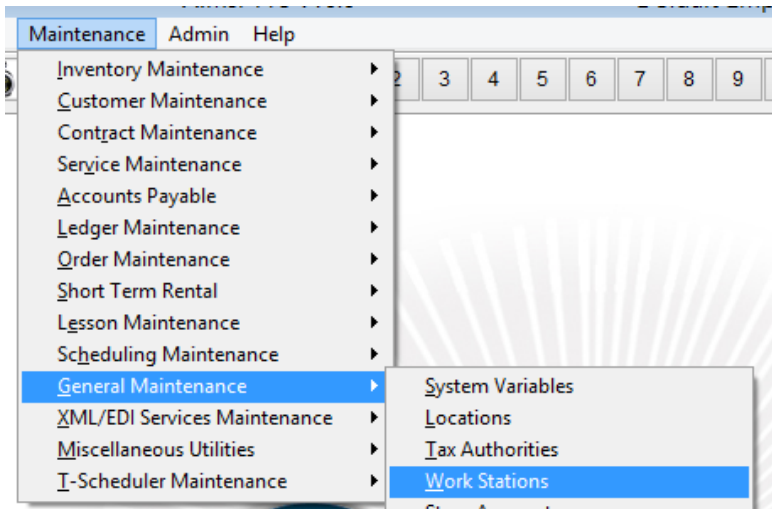 Maintenance Admin Help
Inventory Maintenance
Customer Maintenance
Contract Maintenance
Service Maintenance
Accounts Payable
Ledger Maintenance
Order Maintenance
Short Term Rental
Lesson Maintenance
Scheduling Maintenance
General Maintenance
XML/EDI Services Maintenance
Miscellaneous Utilities
T-Scheduler Maintenance
2 3 4 5 6 7 8 9
System Variables
Locations
Tax Authorities
Work Stations